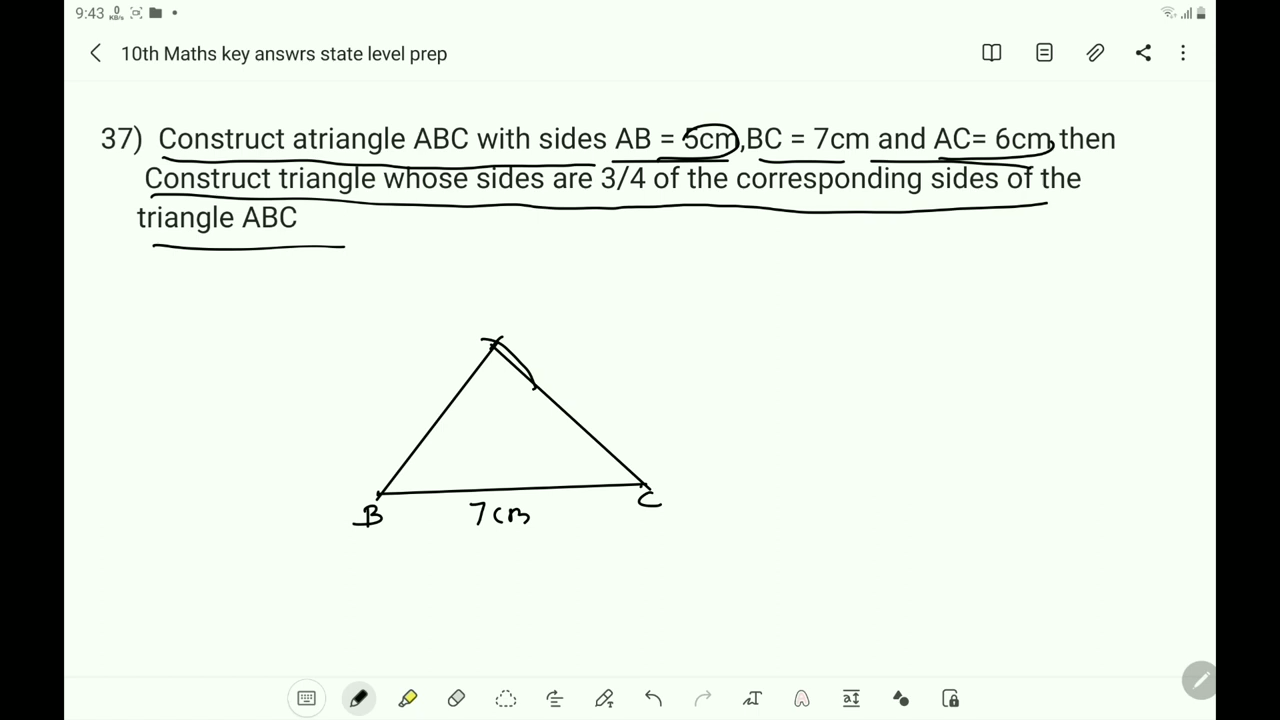 9:43 0 KB/s
10th Maths key answrs state level prep
37) Construct atriangle ABC with sides AB = 5cm,BC = 7cm and AC= 6cm then
Construct triangle whose sides are 3/4 of the corresponding sides of the
triangle ABC
B 7cm C